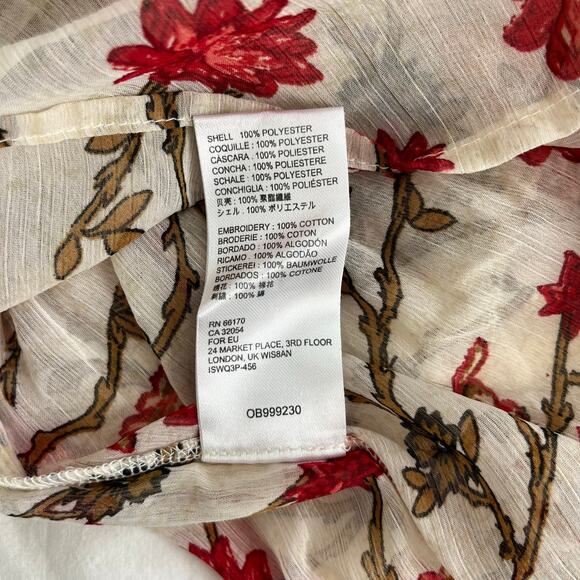 SHELL 100% POLYESTER
COQUILLE: 100% POLYESTER
CÁSCARA: 100% POLIESTER
CONCHA : 100% POLIESTERE
SCHALE : 100% POLYESTER
CONCHIGLIA : 100% POLIÉSTER
贝壳 : 100% 聚酯纖維
シェル : 100% ポリエステル
EMBROIDERY : 100% COTTON
BRODERIE : 100% COTON
BORDADO : 100% ALGODÓN
RICAMO : 100% ALGODÃO
STICKEREI : 100% BAUMWOLLE
BORDADOS : 100% COTONE
绣花 : 100% 棉花
刺繍 : 100% 綿
RN 66170
CA 32054
FOR EU
24 MARKET PLACE, 3RD FLOOR
LONDON, UK WIS8AN
ISWQ3P-456
OB999230